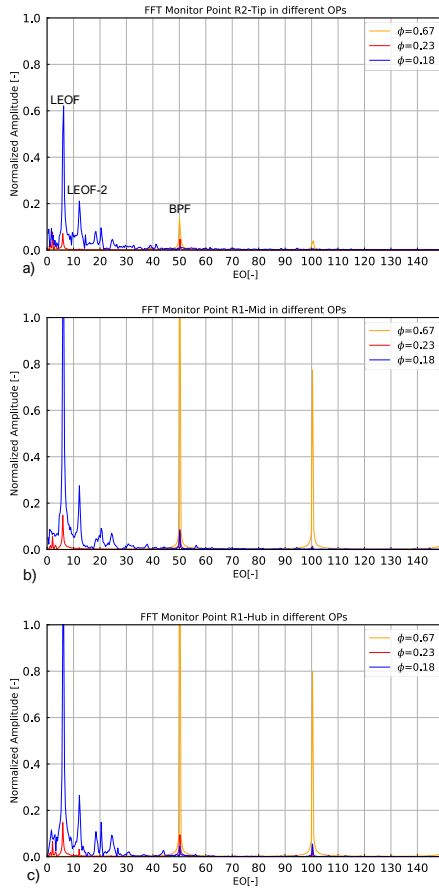 FFT Monitor Point R2-Tip in different OPs
1.0
0.8
0.6
0.4
0.2
0.0
Normalized Amplitude [-]
LEOF
LEOF-2
BPF
ϕ=0.67
ϕ=0.23
ϕ=0.18
0 10 20 30 40 50 60 70 80 90 100 110 120 130 140
EO[-]
a)
FFT Monitor Point R1-Mid in different OPs
1.0
0.8
0.6
0.4
0.2
0.0
Normalized Amplitude [-]
ϕ=0.67
ϕ=0.23
ϕ=0.18
0 10 20 30 40 50 60 70 80 90 100 110 120 130 140
EO[-]
b)
FFT Monitor Point R1-Hub in different OPs
1.0
0.8
0.6
0.4
0.2
0.0
Normalized Amplitude [-]
ϕ=0.67
ϕ=0.23
ϕ=0.18
0 10 20 30 40 50 60 70 80 90 100 110 120 130 140
EO[-]
c)